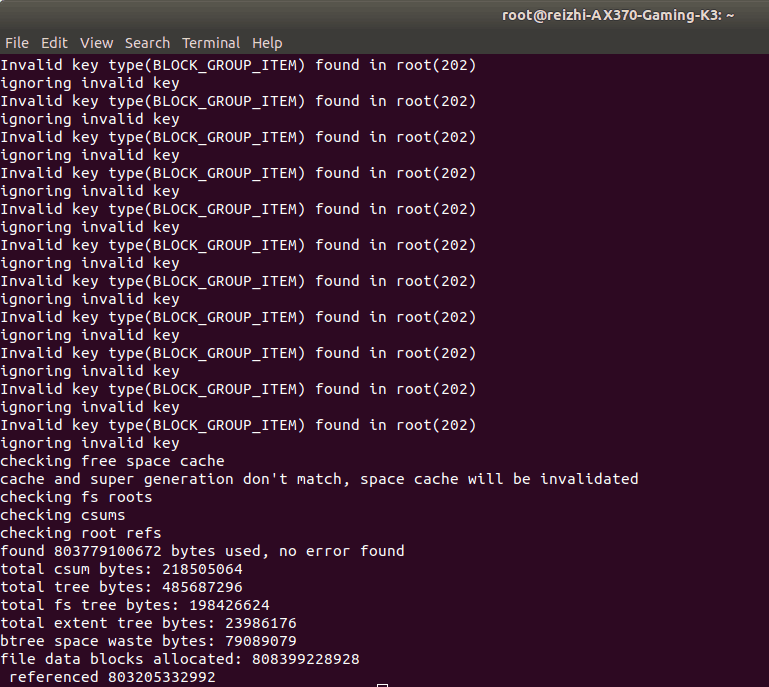 root@reizhi-AX370-Gaming-K3: ~
File Edit View Search Terminal Help
Invalid key type(BLOCK_GROUP_ITEM) found in root(202)
ignoring invalid key
Invalid key type(BLOCK_GROUP_ITEM) found in root(202)
ignoring invalid key
Invalid key type(BLOCK_GROUP_ITEM) found in root(202)
ignoring invalid key
Invalid key type(BLOCK_GROUP_ITEM) found in root(202)
ignoring invalid key
Invalid key type(BLOCK_GROUP_ITEM) found in root(202)
ignoring invalid key
Invalid key type(BLOCK_GROUP_ITEM) found in root(202)
ignoring invalid key
Invalid key type(BLOCK_GROUP_ITEM) found in root(202)
ignoring invalid key
Invalid key type(BLOCK_GROUP_ITEM) found in root(202)
ignoring invalid key
Invalid key type(BLOCK_GROUP_ITEM) found in root(202)
ignoring invalid key
Invalid key type(BLOCK_GROUP_ITEM) found in root(202)
ignoring invalid key
Invalid key type(BLOCK_GROUP_ITEM) found in root(202)
ignoring invalid key
checking free space cache
cache and super generation don't match, space cache will be invalidated
checking fs roots
checking csums
checking root refs
found 803779100672 bytes used, no error found
total csum bytes: 218505064
total tree bytes: 485687296
total fs tree bytes: 198426624
total extent tree bytes: 23986176
btree space waste bytes: 79089079
file data blocks allocated: 808399228928
 referenced 803205332992